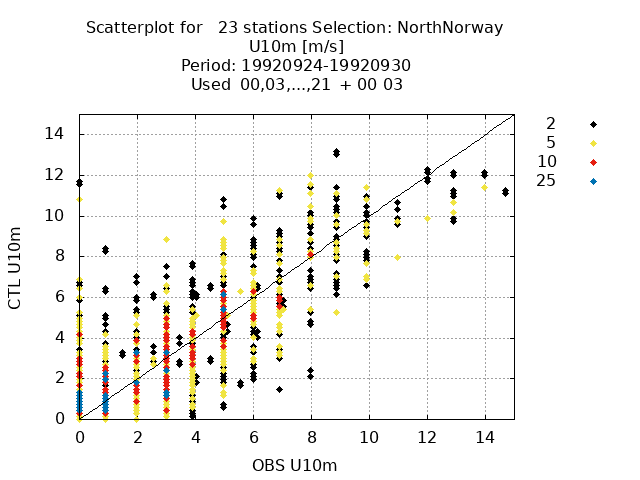 Scatterplot for 23 stations Selection: NorthNorway
U10m [m/s]
Period: 19920924-19920930
Used 00,03,...,21 + 00 03
2
5
10
25
14
12
10
8
6
4
2
0
CTL U10m
0 2 4 6 8 10 12 14
OBS U10m